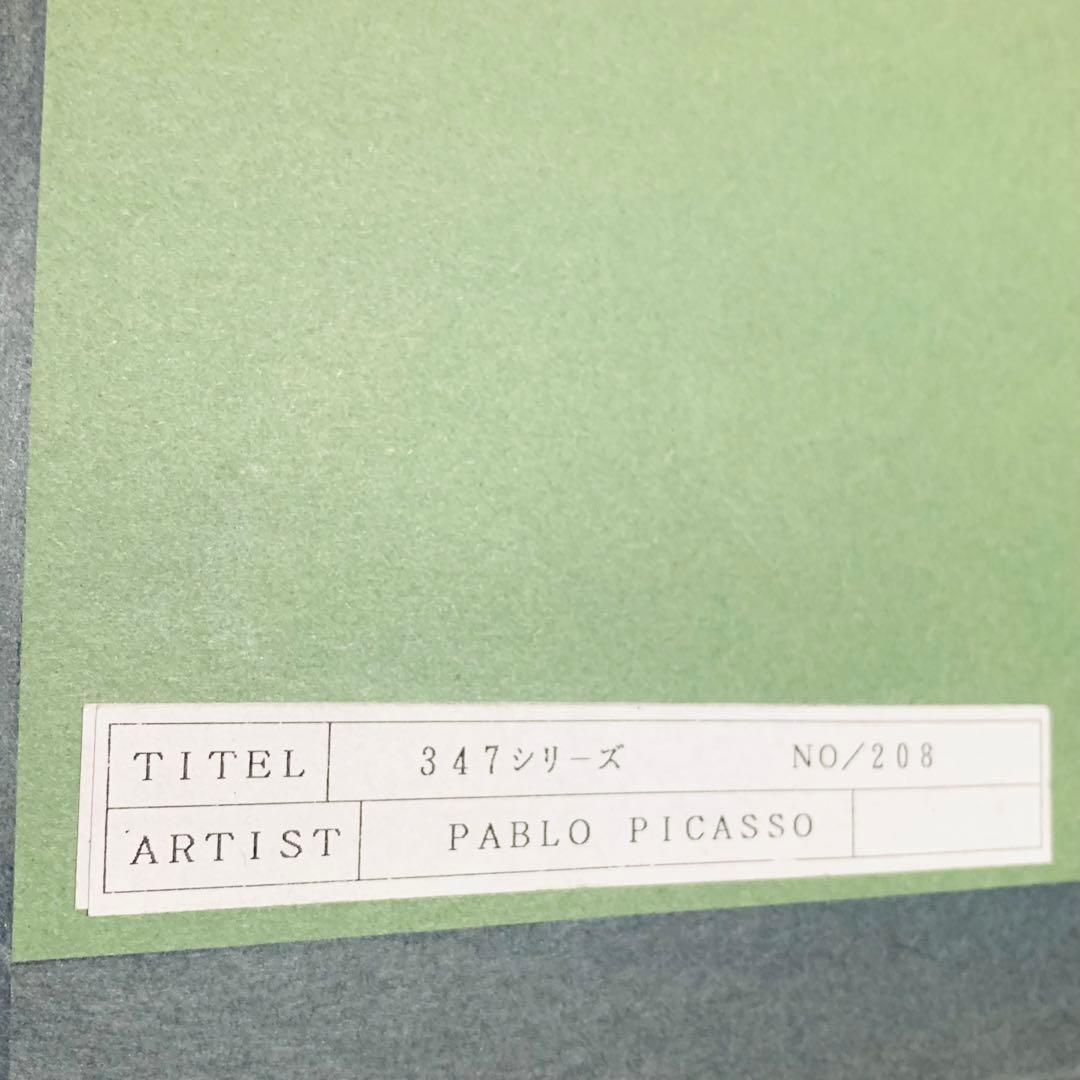 TITEL 347シリーズ NO/208
ARTIST PABLO PICASSO